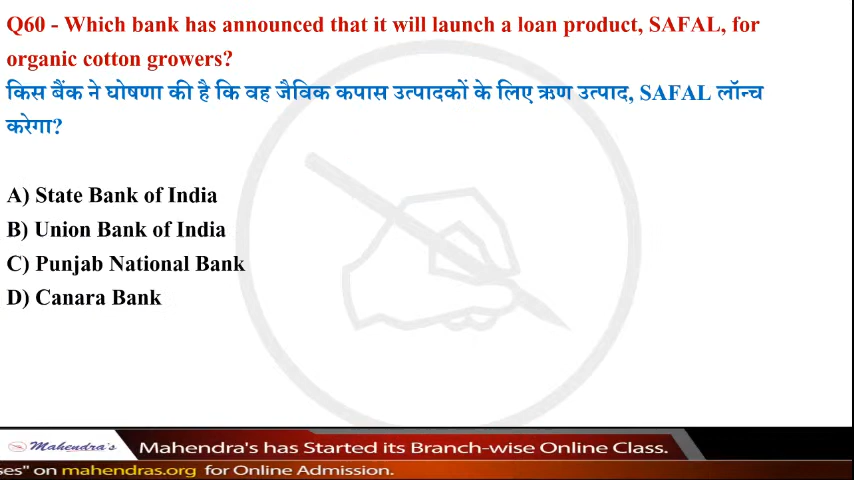 Q60 - Which bank has announced that it will launch a loan product, SAFAL, for
organic cotton growers?
किस बैंक ने घोषणा की है कि वह जैविक कपास उत्पादकों के लिए ऋण उत्पाद, SAFAL लॉन्च
करेगा?
A) State Bank of India
B) Union Bank of India
C) Punjab National Bank
D) Canara Bank
Mahendra's Mahendra's has Started its Branch-wise Online Class.
ses" on mahendras.org for Online Admission.